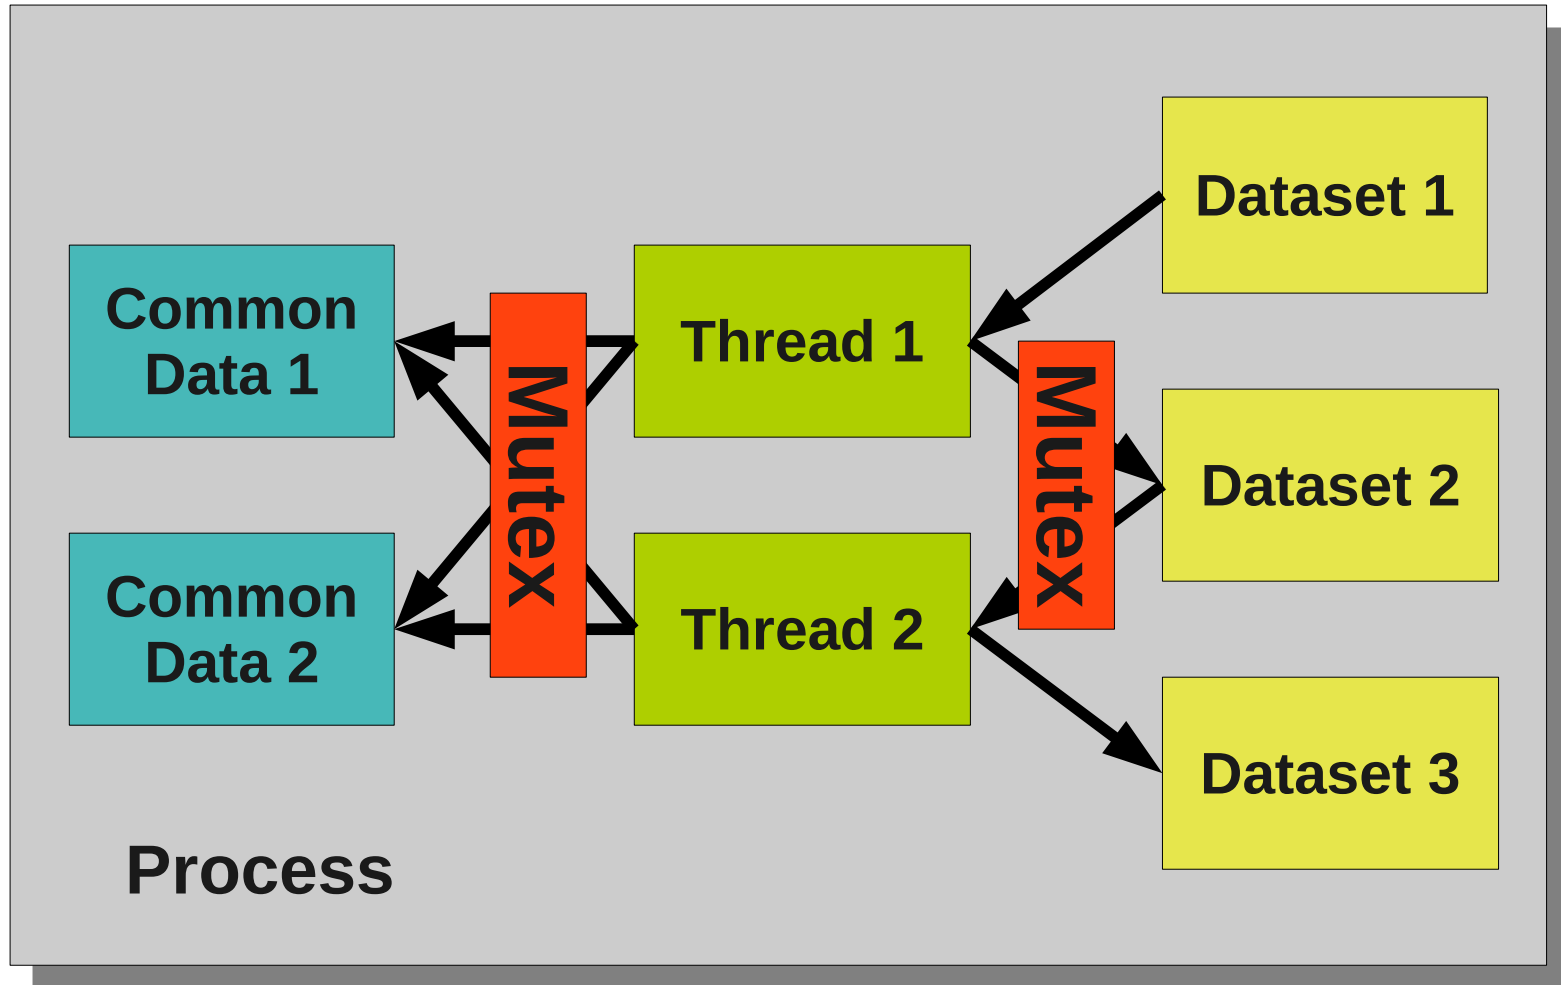 Common
Data 1
Common
Data 2
Mutex
Thread 1
Thread 2
Mutex
Dataset 1
Dataset 2
Dataset 3
Process